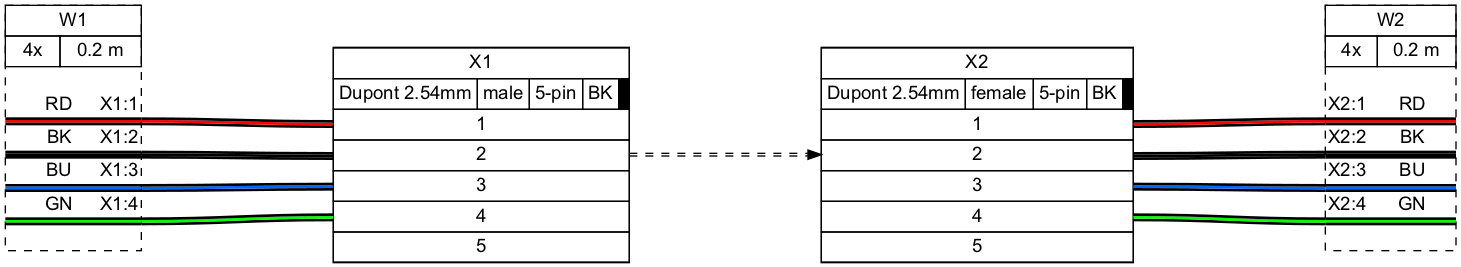 W1
4x 0.2 m
RD X1:1
BK X1:2
BU X1:3
GN X1:4
X1
Dupont 2.54mm male 5-pin BK
1
2
3
4
5
X2
Dupont 2.54mm female 5-pin BK
1
2
3
4
5
W2
4x 0.2 m
X2:1 RD
X2:2 BK
X2:3 BU
X2:4 GN